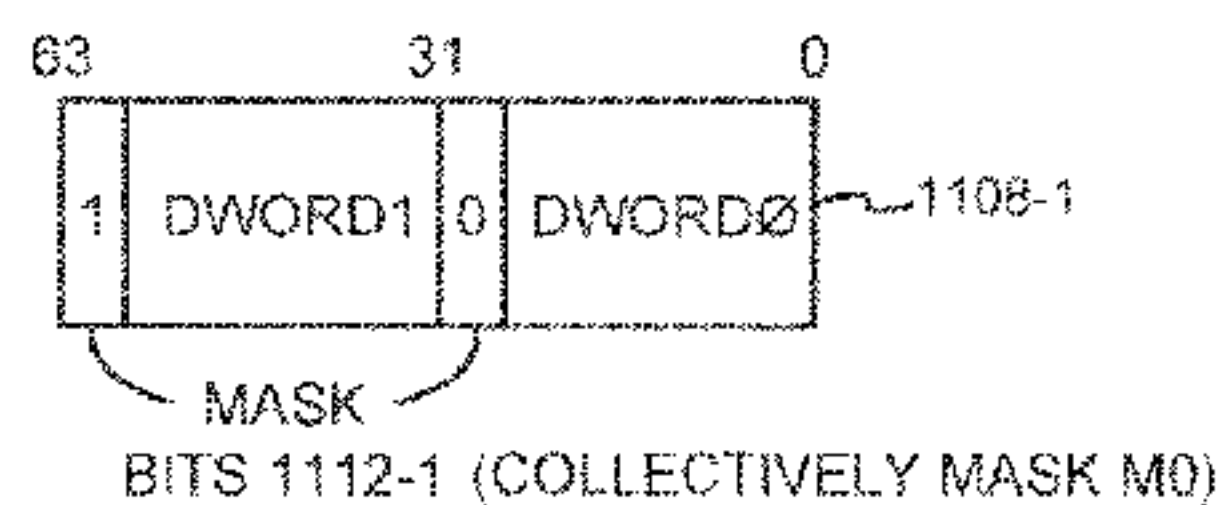 63 31 0
1 DWORD1 0 DWORDØ 1108-1
MASK
BITS 1112-1 (COLLECTIVELY MASK M0)